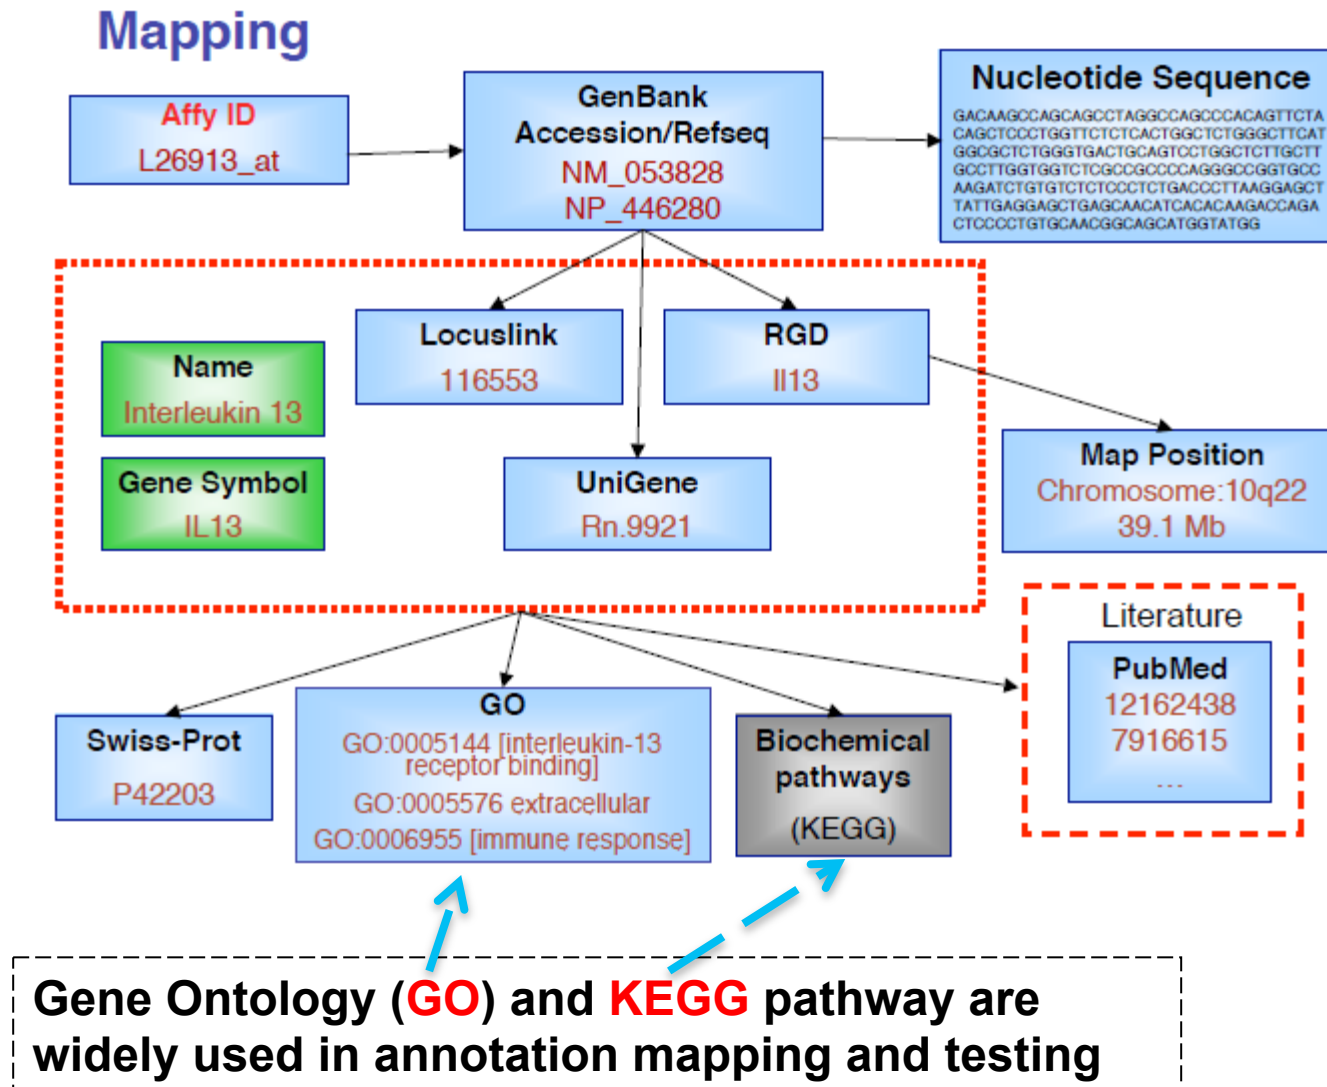 Mapping
Affy ID
L26913_at
GenBank
Accession/Refseq
NM_053828
NP_446280
Nucleotide Sequence
GACAAGCCAGCAGCCTAGGCCAGCCCACAGTTCTA
CAGCTCCCTGGTTCTCTCACTGGCTCTGGGCTTCAT
GGCGCTCTGGGTGACTGCAGTCCTGGCTCTTGCTT
GCCTTGGTGGTCTCGCCGCCCCAGGGCCGGTGCC
AAGATCTGTGTCTCTCCCTCTGACCCTTAAGGAGCT
TATTGAGGAGCTGAGCAACATCACACAAGACCAGA
CTCCCCTGTGCAACGGCAGCATGGTATGG
Name
Interleukin 13
Gene Symbol
IL13
Locuslink
116553
RGD
Il13
UniGene
Rn.9921
Map Position
Chromosome:10q22
39.1 Mb
Swiss-Prot
P42203
GO
GO:0005144 [interleukin-13
receptor binding]
GO:0005576 extracellular
GO:0006955 [immune response]
Biochemical
pathways
(KEGG)
Literature
PubMed
12162438
7916615
...
Gene Ontology (GO) and KEGG pathway are
widely used in annotation mapping and testing